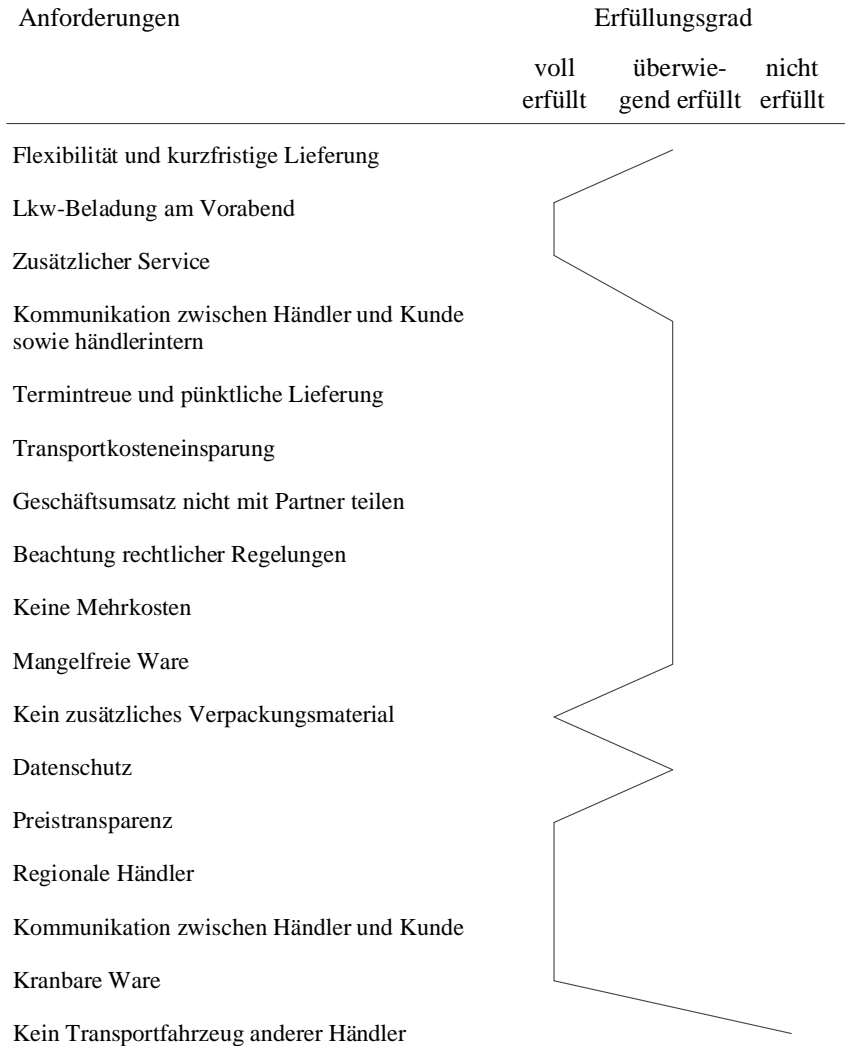 Anforderungen Erfüllungsgrad
voll überwie- nicht
erfüllt gend erfüllt erfüllt
Flexibilität und kurzfristige Lieferung
Lkw-Beladung am Vorabend
Zusätzlicher Service
Kommunikation zwischen Händler und Kunde
sowie händlerintern
Termintreue und pünktliche Lieferung
Transportkosteneinsparung
Geschäftsumsatz nicht mit Partner teilen
Beachtung rechtlicher Regelungen
Keine Mehrkosten
Mangelfreie Ware
Kein zusätzliches Verpackungsmaterial
Datenschutz
Preistransparenz
Regionale Händler
Kommunikation zwischen Händler und Kunde
Kranbare Ware
Kein Transportfahrzeug anderer Händler